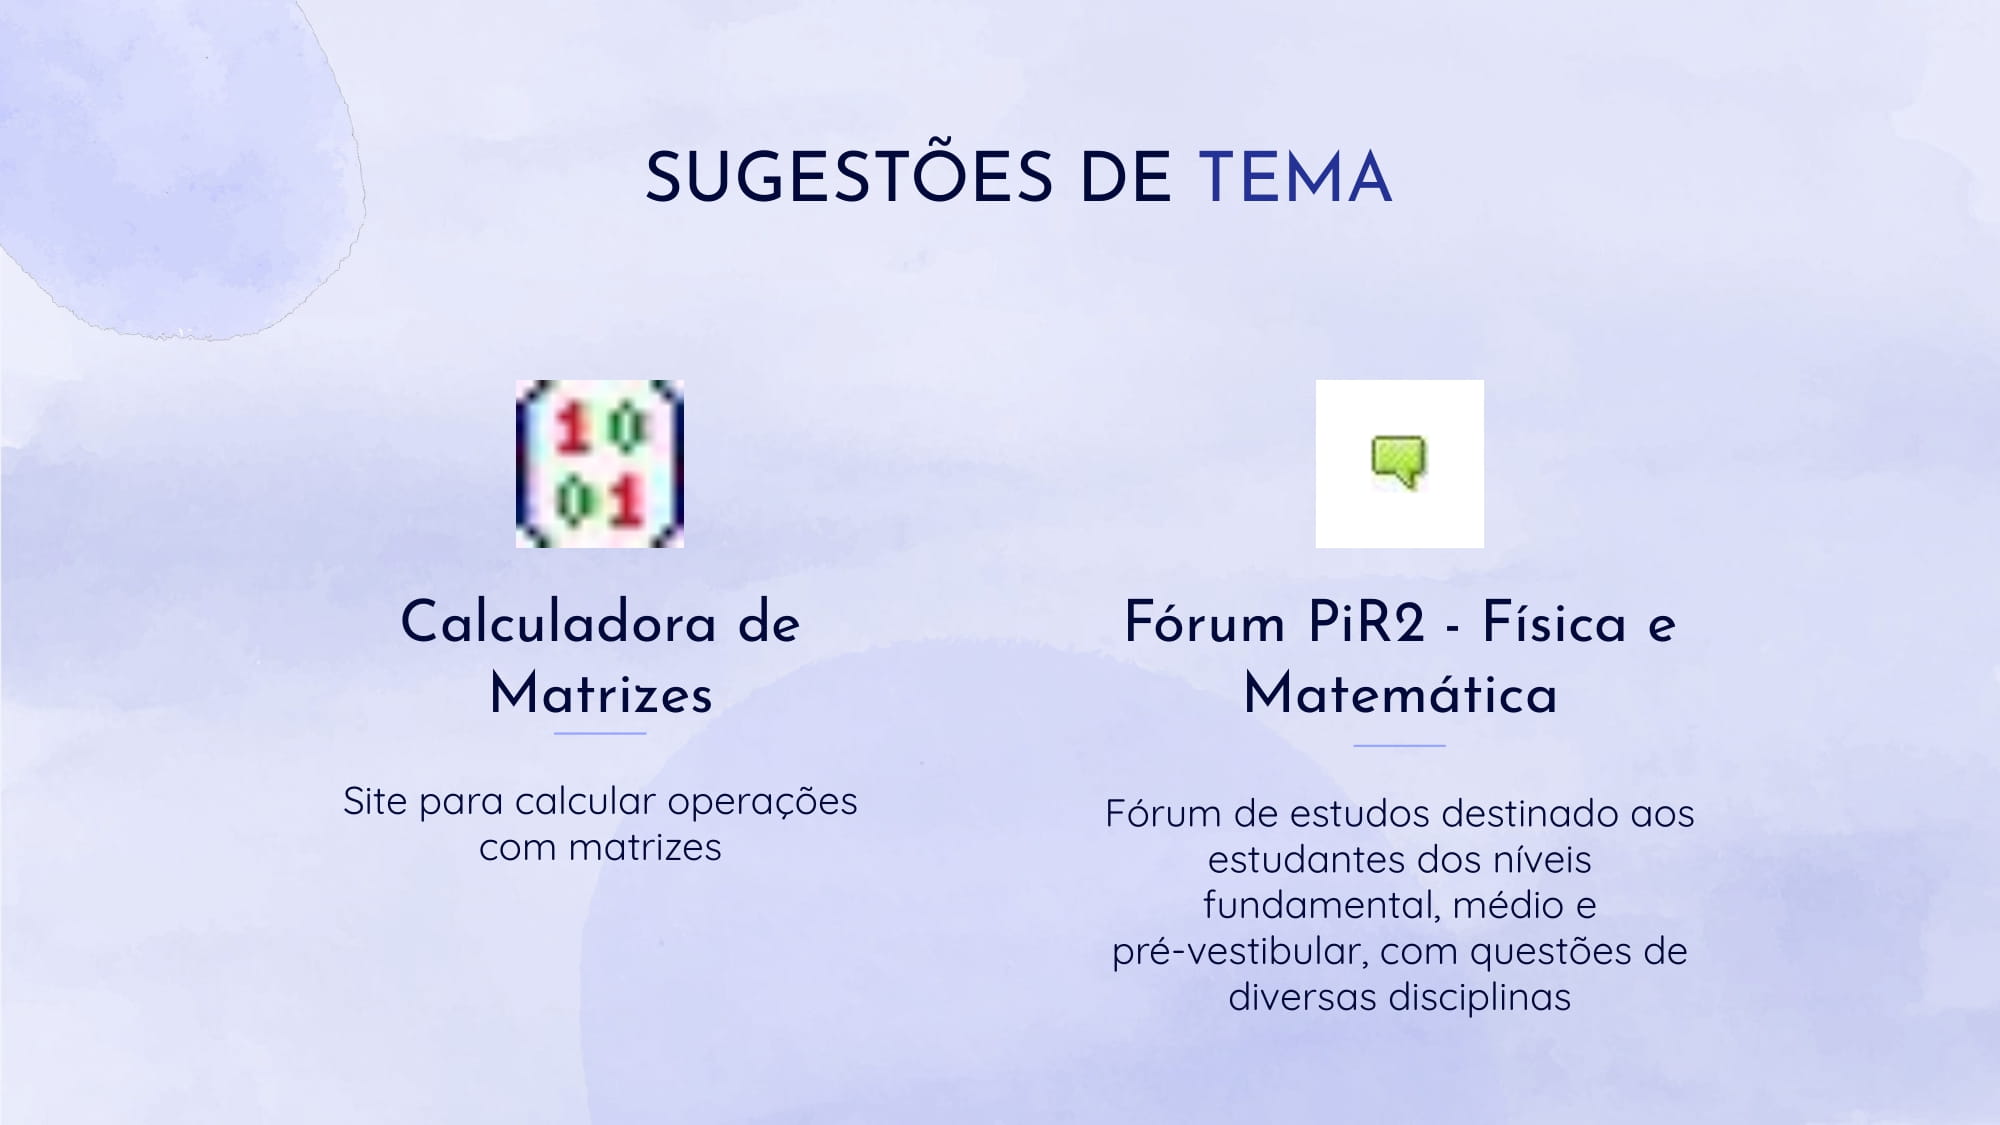 SUGESTÕES DE TEMA
1 0
0 1
Calculadora de
Matrizes
Site para calcular operações
com matrizes
Fórum PiR2 - Física e
Matemática
Fórum de estudos destinado aos
estudantes dos níveis
fundamental, médio e
pré-vestibular, com questões de
diversas disciplinas